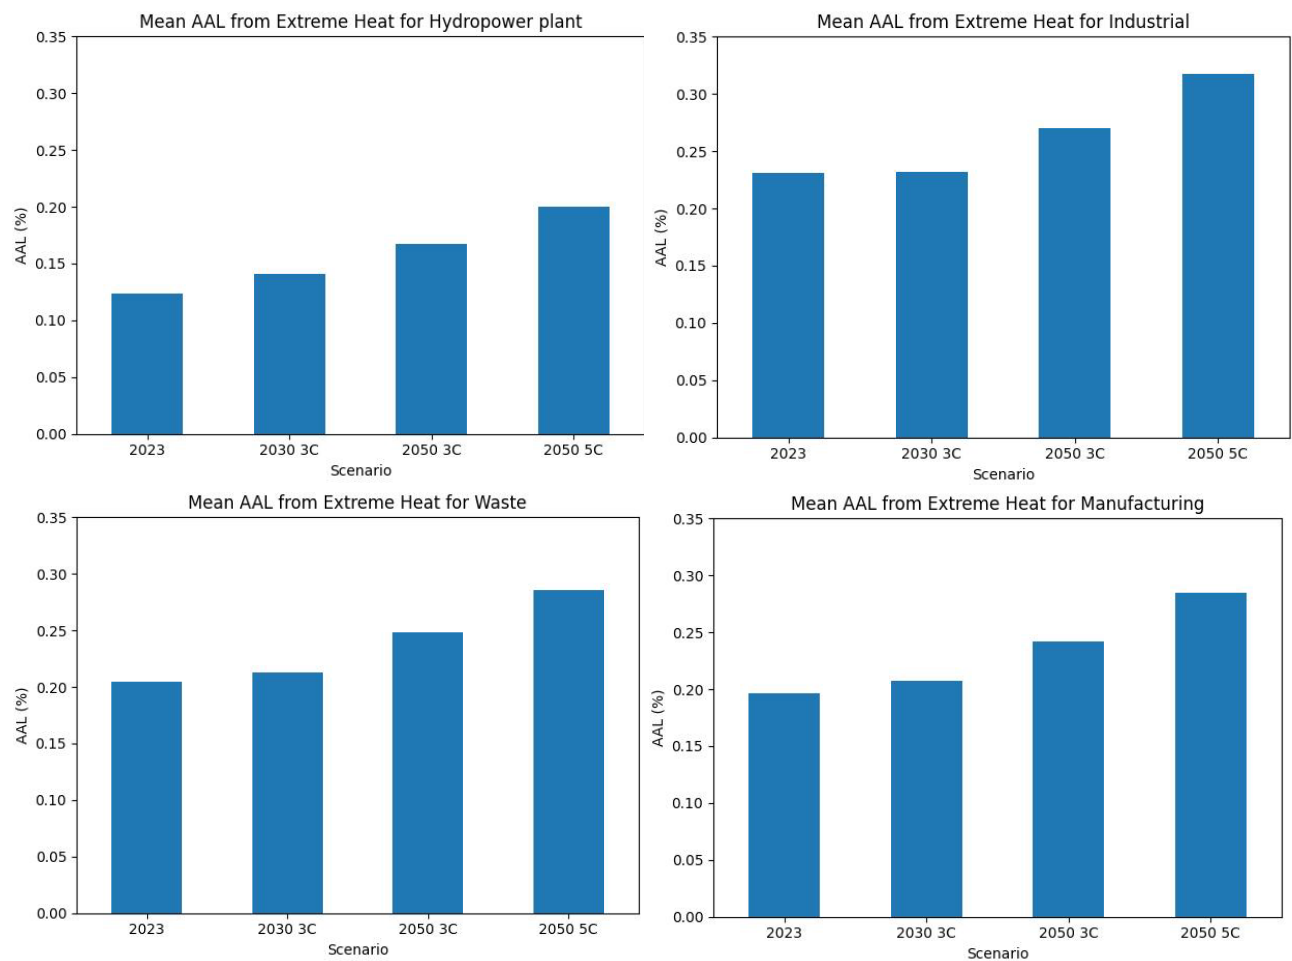 Mean AAL from Extreme Heat for Hydropower plant
0.35
0.30
0.25
0.20
0.15
0.10
0.05
0.00
AAL (%)
2023 2030 3C 2050 3C 2050 5C
Scenario
Mean AAL from Extreme Heat for Industrial
0.35
0.30
0.25
0.20
0.15
0.10
0.05
0.00
AAL (%)
2023 2030 3C 2050 3C 2050 5C
Scenario
Mean AAL from Extreme Heat for Waste
0.35
0.30
0.25
0.20
0.15
0.10
0.05
0.00
AAL (%)
2023 2030 3C 2050 3C 2050 5C
Scenario
Mean AAL from Extreme Heat for Manufacturing
0.35
0.30
0.25
0.20
0.15
0.10
0.05
0.00
AAL (%)
2023 2030 3C 2050 3C 2050 5C
Scenario